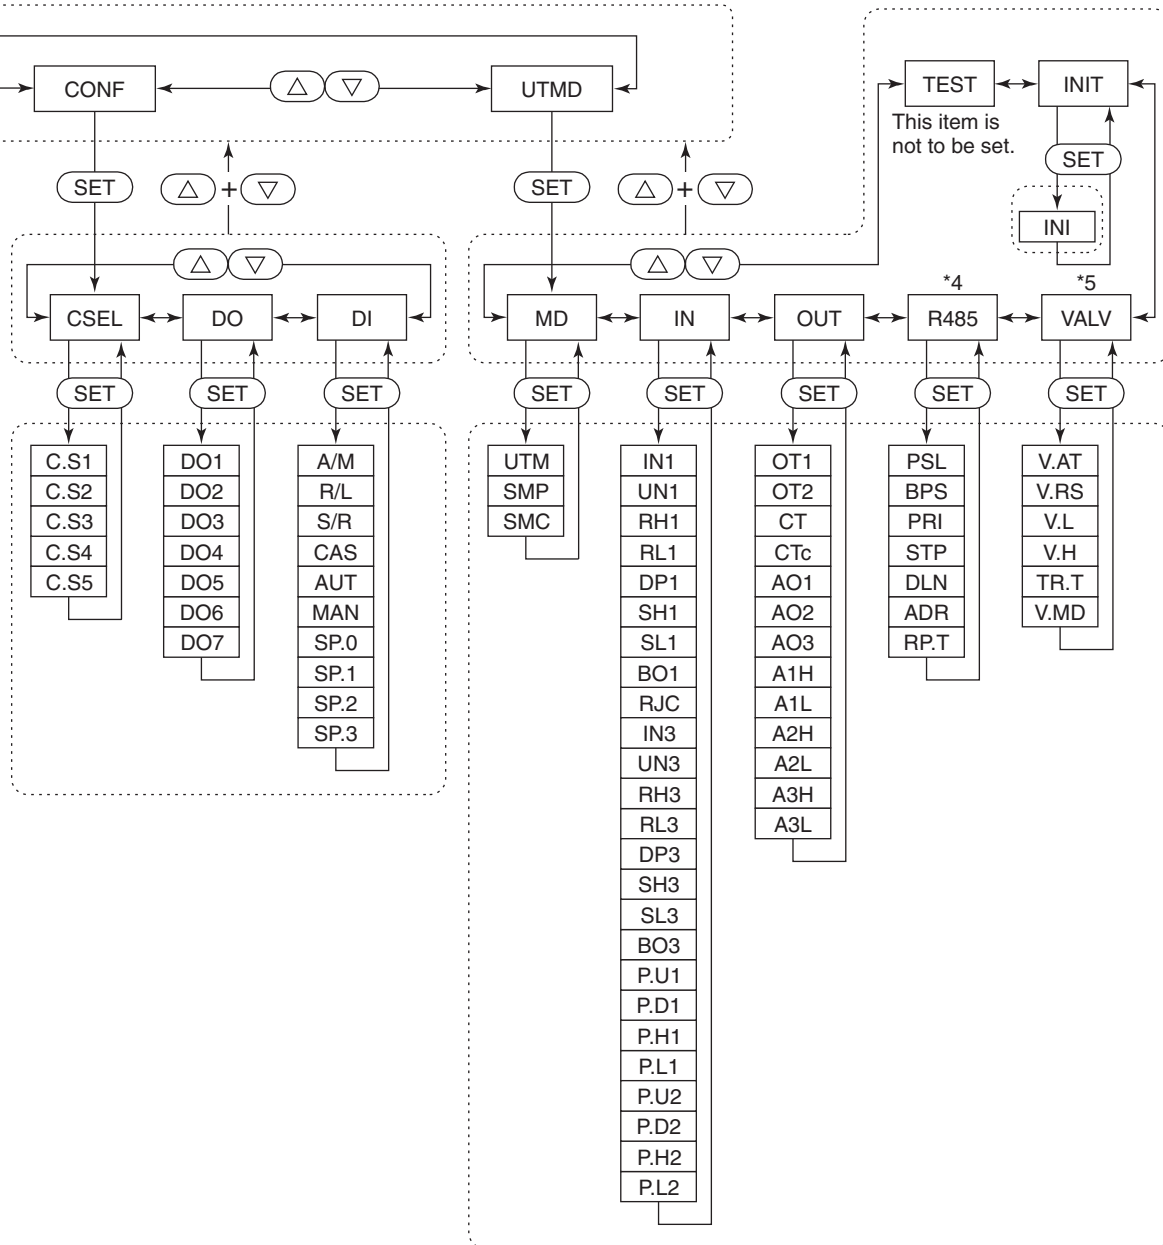 CONF
UTMD
TEST
INIT
This item is
not to be set.
SET
INI
SET
+
SET
+
*4
*5
CSEL
DO
DI
MD
IN
OUT
R485
VALV
SET
SET
SET
SET
SET
SET
SET
SET
C.S1
C.S2
C.S3
C.S4
C.S5
DO1
DO2
DO3
DO4
DO5
DO6
DO7
A/M
R/L
S/R
CAS
AUT
MAN
SP.0
SP.1
SP.2
SP.3
UTM
SMP
SMC
IN1
UN1
RH1
RL1
DP1
SH1
SL1
BO1
RJC
IN3
UN3
RH3
RL3
DP3
SH3
SL3
BO3
P.U1
P.D1
P.H1
P.L1
P.U2
P.D2
P.H2
P.L2
OT1
OT2
CT
CTc
AO1
AO2
AO3
A1H
A1L
A2H
A2L
A3H
A3L
PSL
BPS
PRI
STP
DLN
ADR
RP.T
V.AT
V.RS
V.L
V.H
TR.T
V.MD